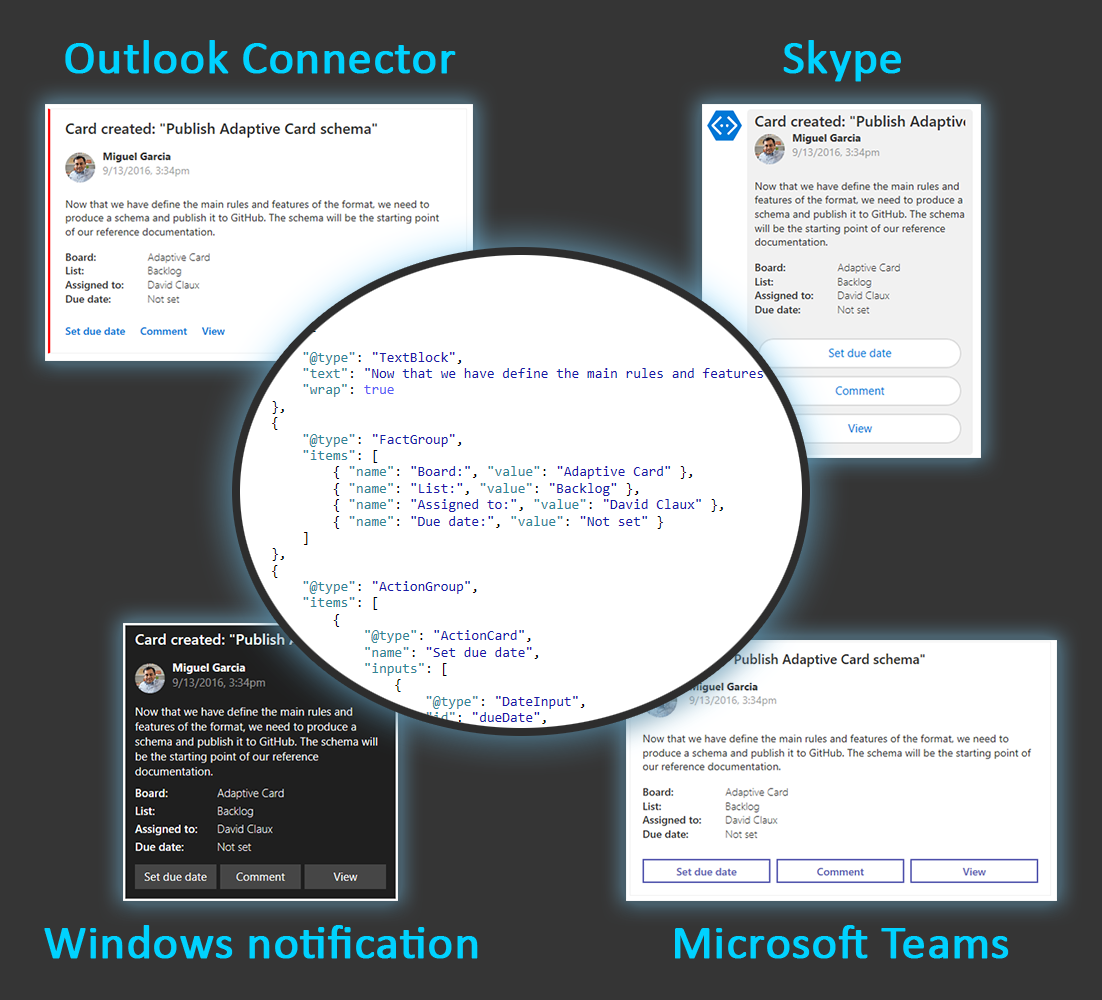 Outlook Connector
Card created: "Publish Adaptive Card schema"
Miguel Garcia
9/13/2016, 3:34pm
Now that we have define the main rules and features of the format, we need to
produce a schema and publish it to GitHub. The schema will be the starting point
of our reference documentation.
Board: Adaptive Card
List: Backlog
Assigned to: David Claux
Due date: Not set
Set due date Comment View
Skype
Card created: "Publish Adaptive
Miguel Garcia
9/13/2016, 3:34pm
Now that we have define the main rules and
features of the format, we need to produce a
schema and publish it to GitHub. The schema
will be the starting point of our reference
documentation.
Board: Adaptive Card
List: Backlog
Assigned to: David Claux
Due date: Not set
Set due date
Comment
View
"@type": "TextBlock",
"text": "Now that we have define the main rules and features
"wrap": true
},
{
"@type": "FactGroup",
"items": [
{ "name": "Board:", "value": "Adaptive Card" },
{ "name": "List:", "value": "Backlog" },
{ "name": "Assigned to:", "value": "David Claux" },
{ "name": "Due date:", "value": "Not set" }
]
},
{
"@type": "ActionGroup",
"items": [
{
"@type": "ActionCard",
"name": "Set due date",
"inputs": [
{
"@type": "DateInput",
"id": "dueDate",
Card created: "Publish
Miguel Garcia
9/13/2016, 3:34pm
Now that we have define the main rules and
features of the format, we need to produce a
schema and publish it to GitHub. The schema will
be the starting point of our reference
documentation.
Board: Adaptive Card
List: Backlog
Assigned to: David Claux
Due date: Not set
Set due date Comment View
Windows notification
"Publish Adaptive Card schema"
Miguel Garcia
9/13/2016, 3:34pm
Now that we have define the main rules and features of the format, we need to
produce a schema and publish it to GitHub. The schema will be the starting point of
our reference documentation.
Board: Adaptive Card
List: Backlog
Assigned to: David Claux
Due date: Not set
Set due date Comment View
Microsoft Teams